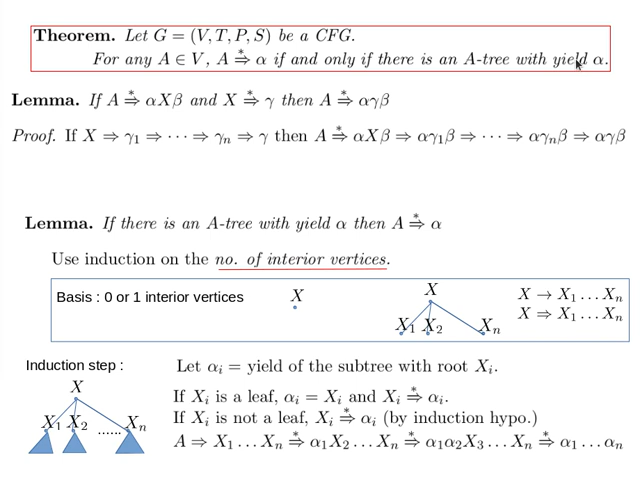 Theorem. Let G = (V, T, P, S) be a CFG.
For any A ∈ V, A ⇒* α if and only if there is an A-tree with yield α.
Lemma. If A ⇒* αXβ and X ⇒* γ then A ⇒* αγβ
Proof. If X ⇒ γ₁ ⇒ ··· ⇒ γₙ ⇒ γ then A ⇒* αXβ ⇒ αγ₁β ⇒ ··· ⇒ αγₙβ ⇒ αγβ
Lemma. If there is an A-tree with yield α then A ⇒* α
Use induction on the no. of interior vertices.
Basis : 0 or 1 interior vertices
X
X
X₁ X₂ Xₙ
X → X₁ . . . Xₙ
X ⇒ X₁ . . . Xₙ
Induction step :
Let αᵢ = yield of the subtree with root Xᵢ.
X
X₁ X₂ ...... Xₙ
If Xᵢ is a leaf, αᵢ = Xᵢ and Xᵢ ⇒* αᵢ.
If Xᵢ is not a leaf, Xᵢ ⇒* αᵢ (by induction hypo.)
A ⇒ X₁ . . . Xₙ ⇒* α₁X₂ . . . Xₙ ⇒* α₁α₂X₃ . . . Xₙ ⇒* α₁ . . . αₙ